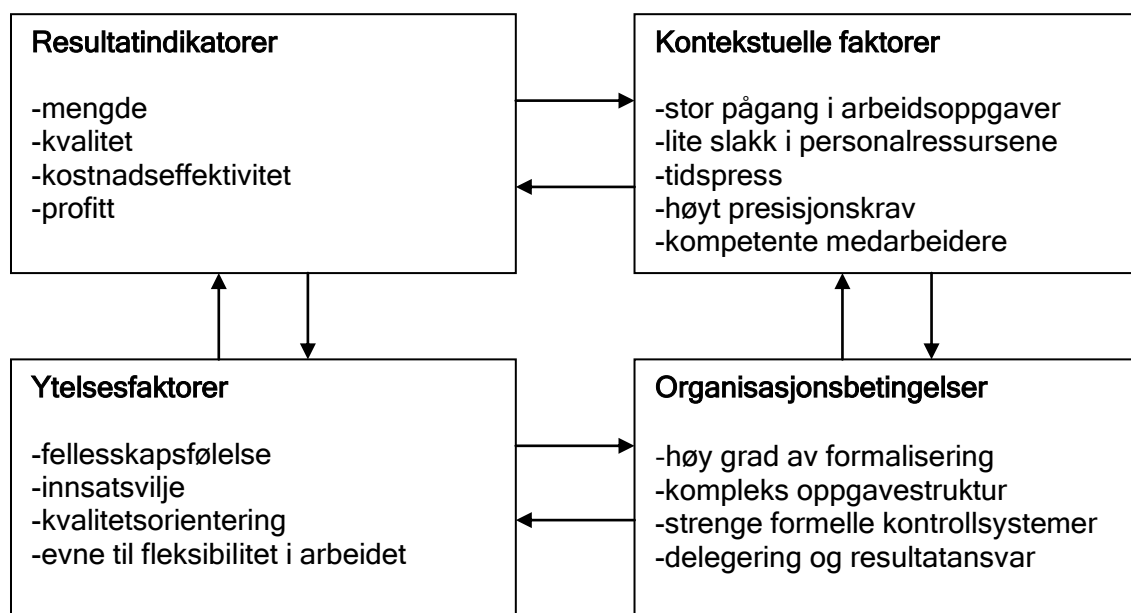 Resultatindikatorer
-mengde
-kvalitet
-kostnadseffektivitet
-profitt
Kontekstuelle faktorer
-stor pågang i arbeidsoppgaver
-lite slakk i personalressursene
-tidspress
-høyt presisjonskrav
-kompetente medarbeidere
Ytelsesfaktorer
-fellesskapsfølelse
-innsatsvilje
-kvalitetsorientering
-evne til fleksibilitet i arbeidet
Organisasjonsbetingelser
-høy grad av formalisering
-kompleks oppgavestruktur
-strenge formelle kontrollsystemer
-delegering og resultatansvar